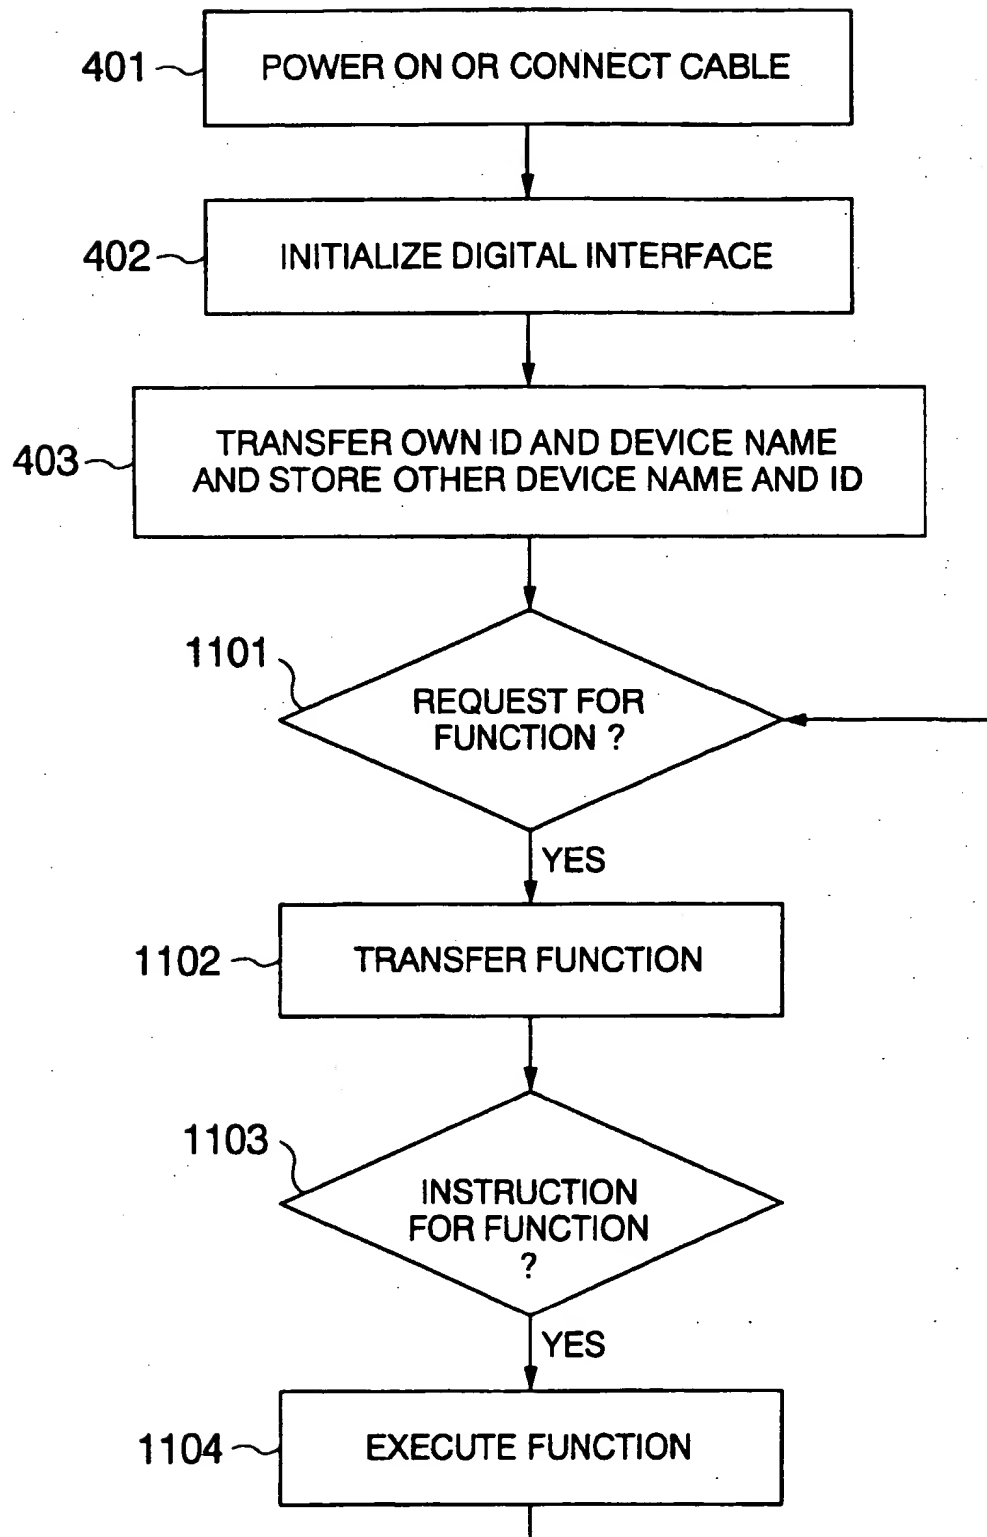 401
POWER ON OR CONNECT CABLE
402
INITIALIZE DIGITAL INTERFACE
403
TRANSFER OWN ID AND DEVICE NAME
AND STORE OTHER DEVICE NAME AND ID
1101
REQUEST FOR
FUNCTION ?
YES
1102
TRANSFER FUNCTION
1103
INSTRUCTION
FOR FUNCTION
?
YES
1104
EXECUTE FUNCTION